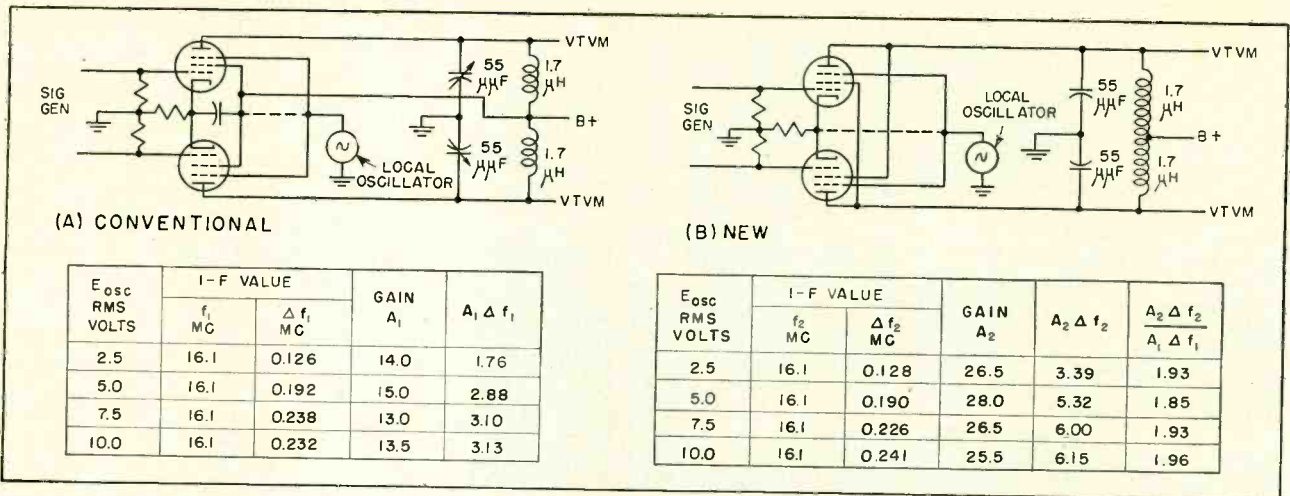 VTVM
55
μμF
1.7
μH
SIG
GEN
B+
LOCAL
OSCILLATOR
55
μμF
1.7
μH
VTVM
(A) CONVENTIONAL
VTVM
55
μμF
1.7
μH
SIG
GEN
LOCAL
OSCILLATOR
B+
55
μμF
1.7
μH
VTVM
(B) NEW
E osc RMS VOLTS | I-F VALUE | GAIN A₁ | A₁ Δ f₁
f₁ MC | Δ f₁ MC
2.5 16.1 0.126 14.0 1.76
5.0 16.1 0.192 15.0 2.88
7.5 16.1 0.238 13.0 3.10
10.0 16.1 0.232 13.5 3.13
E osc RMS VOLTS | I-F VALUE | GAIN A₂ | A₂ Δ f₂ | A₂ Δ f₂ / A₁ Δ f₁
f₂ MC | Δ f₂ MC
2.5 16.1 0.128 26.5 3.39 1.93
5.0 16.1 0.190 28.0 5.32 1.85
7.5 16.1 0.226 26.5 6.00 1.93
10.0 16.1 0.241 25.5 6.15 1.96